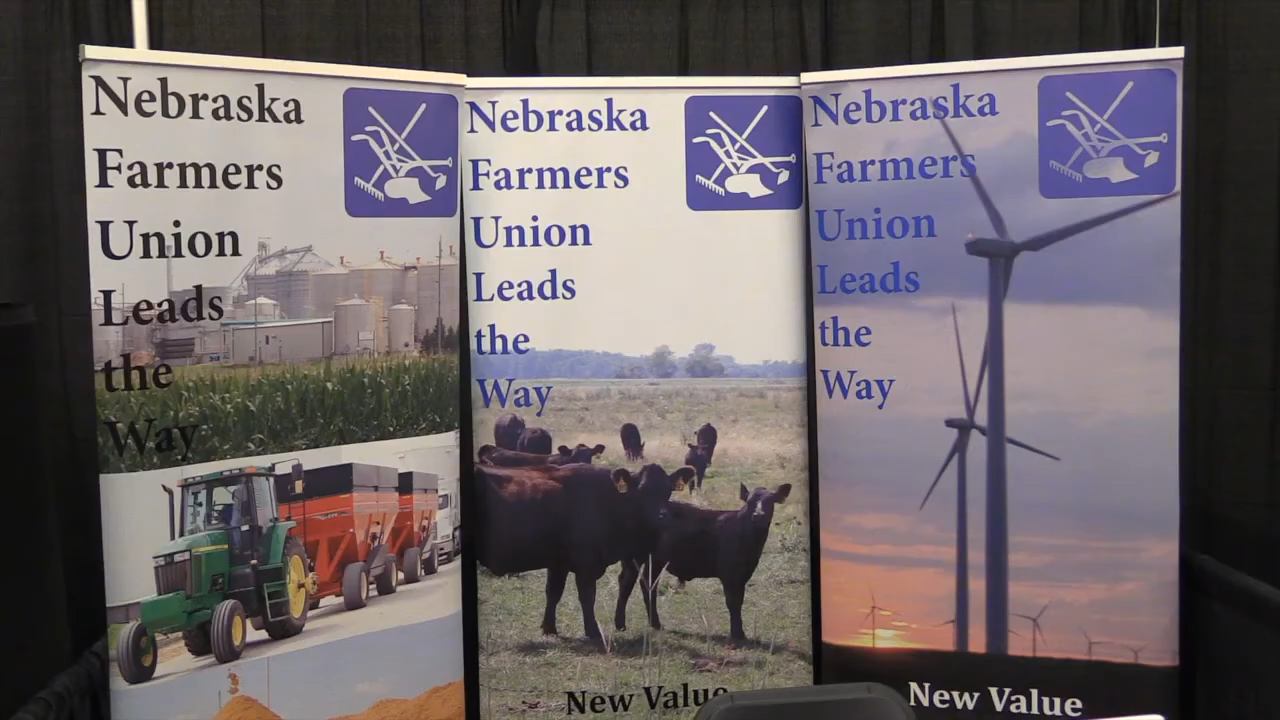 Nebraska
Farmers
Union
Leads
the
Way
Nebraska
Farmers
Union
Leads
the
Way
New Value
Nebraska
Farmers
Union
Leads
the
Way
New Value